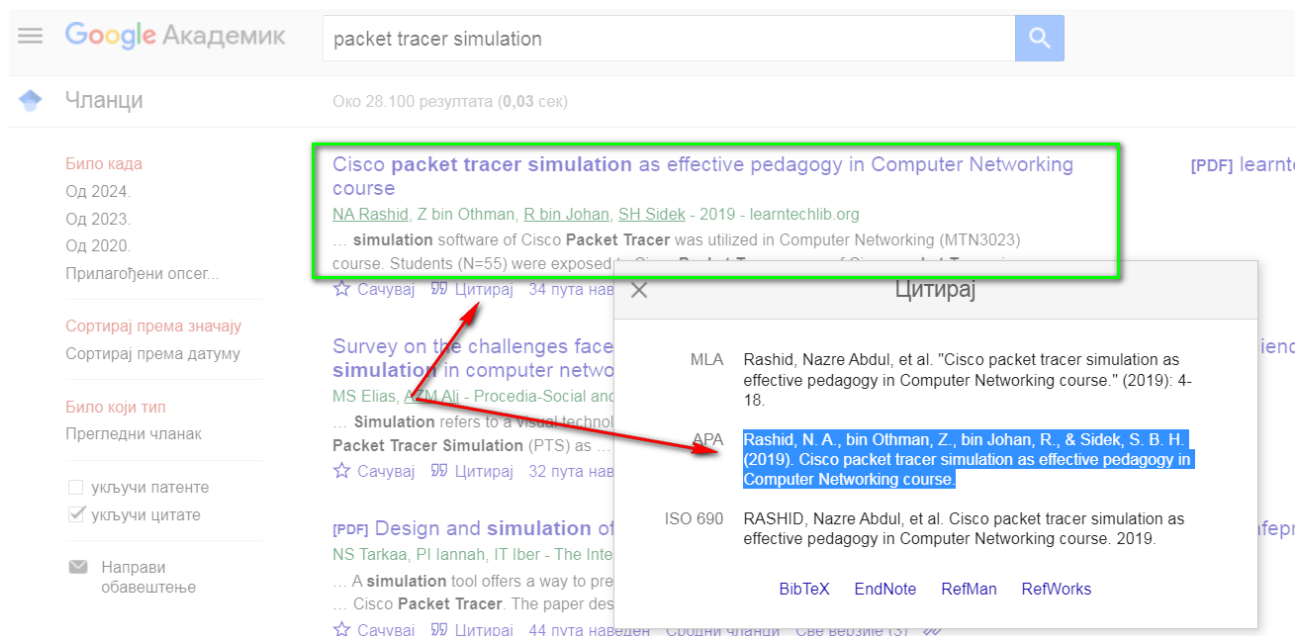 Google Академик
packet tracer simulation
Чланци
Око 28.100 резултата (0,03 сек)
Било када
Од 2024.
Од 2023.
Од 2020.
Прилагођени опсег...
Сортирај према значају
Сортирај према датуму
Било који тип
Прегледни чланак
укључи патенте
укључи цитате
Направи
обавештење
Cisco packet tracer simulation as effective pedagogy in Computer Networking
course
[PDF] learnt
NA Rashid, Z bin Othman, R bin Johan, SH Sidek - 2019 - learntechlib.org
... simulation software of Cisco Packet Tracer was utilized in Computer Networking (MTN3023)
course. Students (N=55) were exposed
Сачувај Цитирај 34 пута нав
Survey on the challenges face
simulation in computer netwo
MS Elias, AZM Ali - Procedia-Social and
... Simulation refers to a visual technol
Packet Tracer Simulation (PTS) as ...
Сачувај Цитирај 32 пута нав
[PDF] Design and simulation of
NS Tarkaa, PI Iannah, IT Iber - The Inte
... A simulation tool offers a way to pre
... Cisco Packet Tracer. The paper des
Сачувај Цитирај 44 пута наведен Сродни чланци Све верзије (3)
Цитирај
MLA Rashid, Nazre Abdul, et al. "Cisco packet tracer simulation as
effective pedagogy in Computer Networking course." (2019): 4-
18.
APA Rashid, N. A., bin Othman, Z., bin Johan, R., & Sidek, S. B. H.
(2019). Cisco packet tracer simulation as effective pedagogy in
Computer Networking course.
ISO 690 RASHID, Nazre Abdul, et al. Cisco packet tracer simulation as
effective pedagogy in Computer Networking course. 2019.
BibTeX EndNote RefMan RefWorks